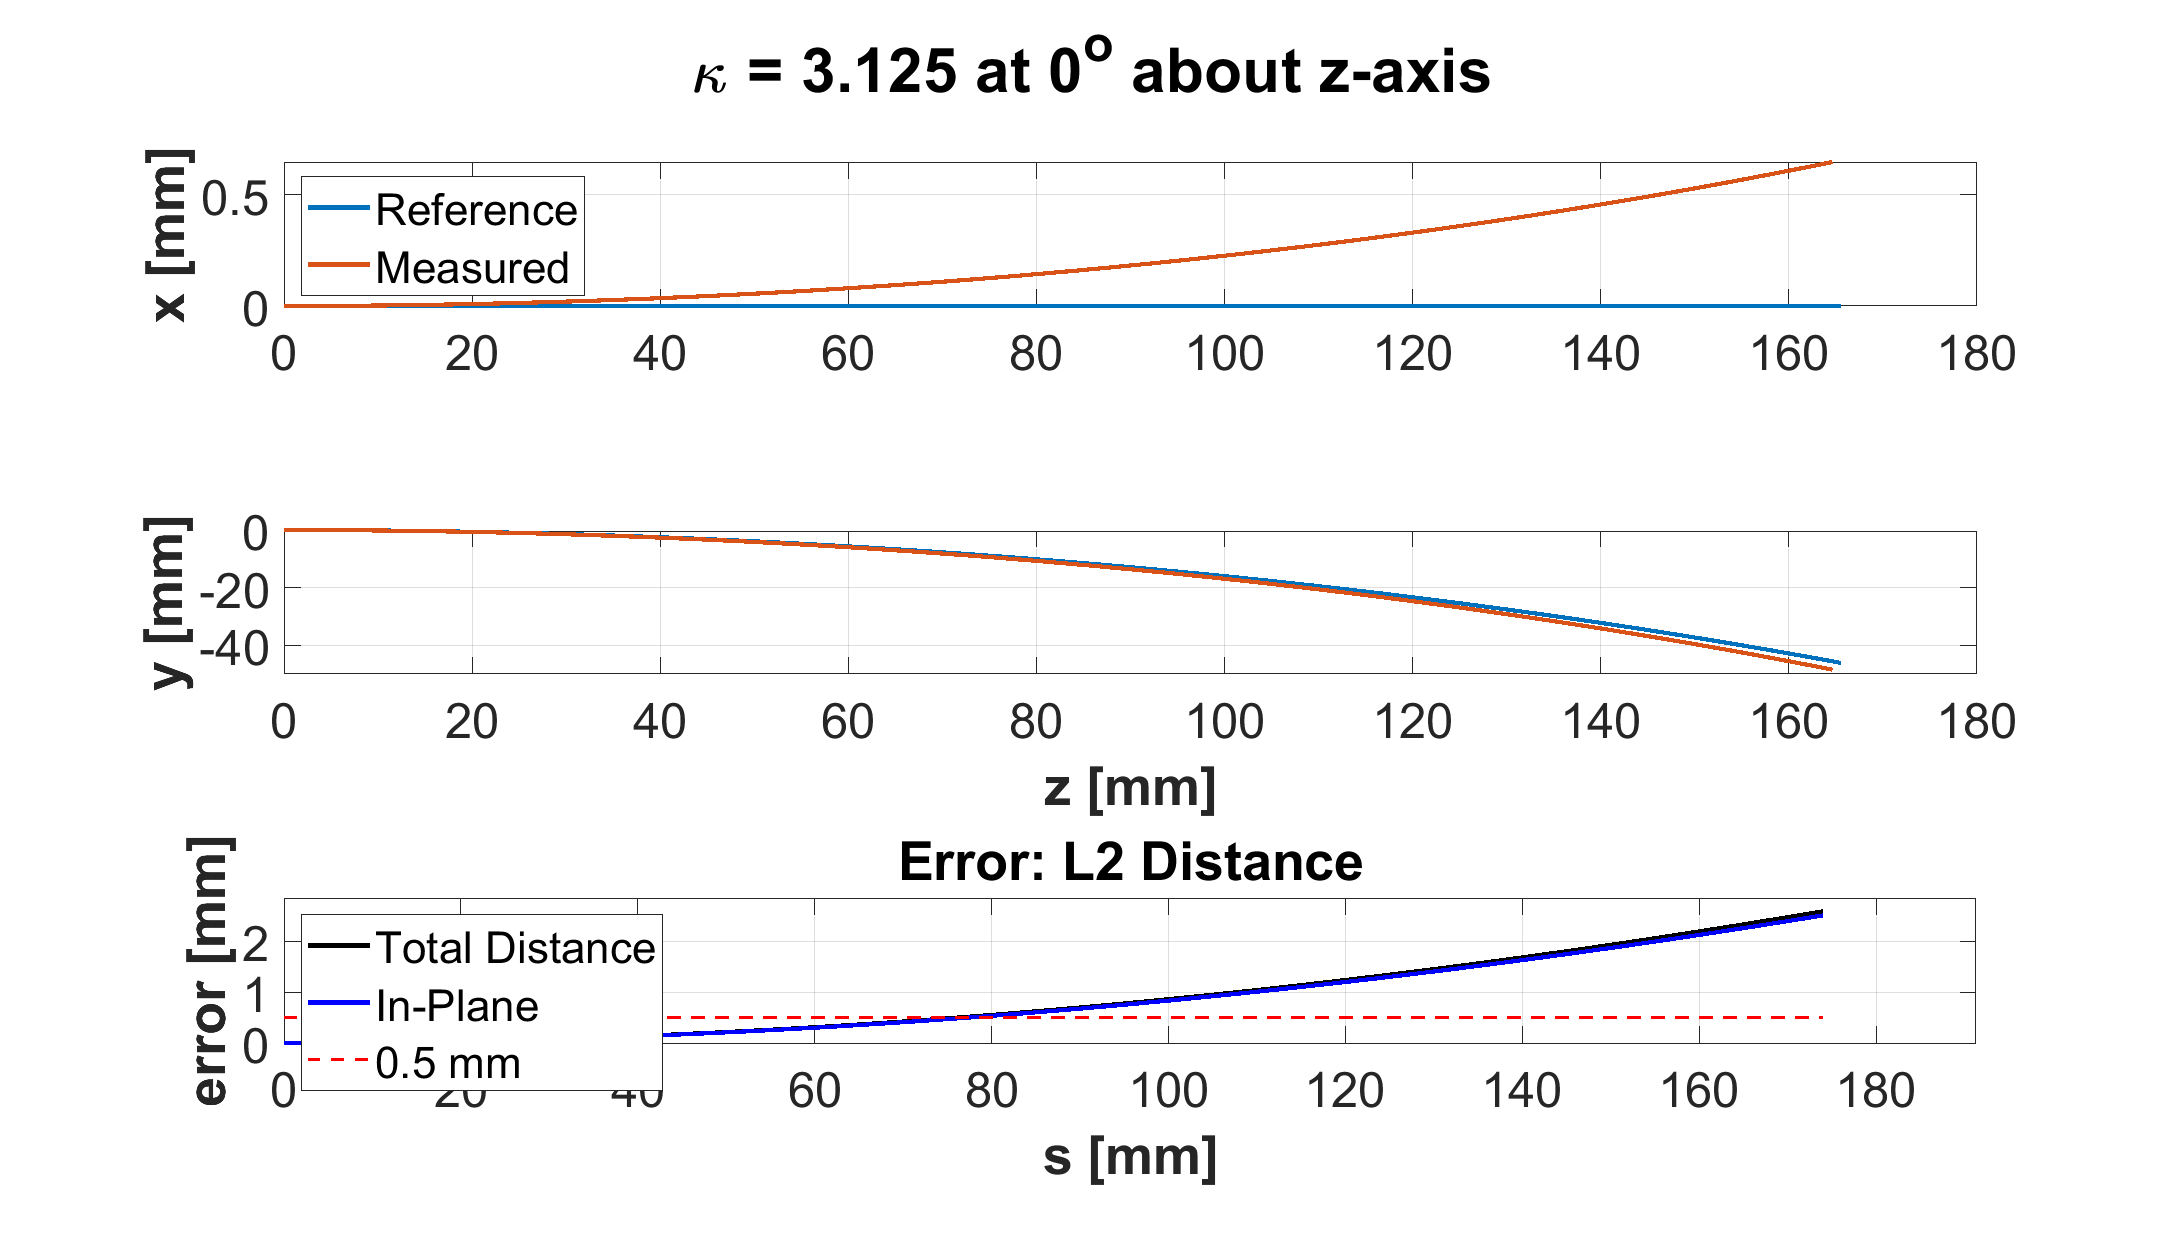 κ = 3.125 at 0° about z-axis
x [mm]
0.5
0
Reference
Measured
0 20 40 60 80 100 120 140 160 180
y [mm]
0
-20
-40
0 20 40 60 80 100 120 140 160 180
z [mm]
Error: L2 Distance
error [mm]
2
1
0
Total Distance
In-Plane
0.5 mm
0 20 40 60 80 100 120 140 160 180
s [mm]